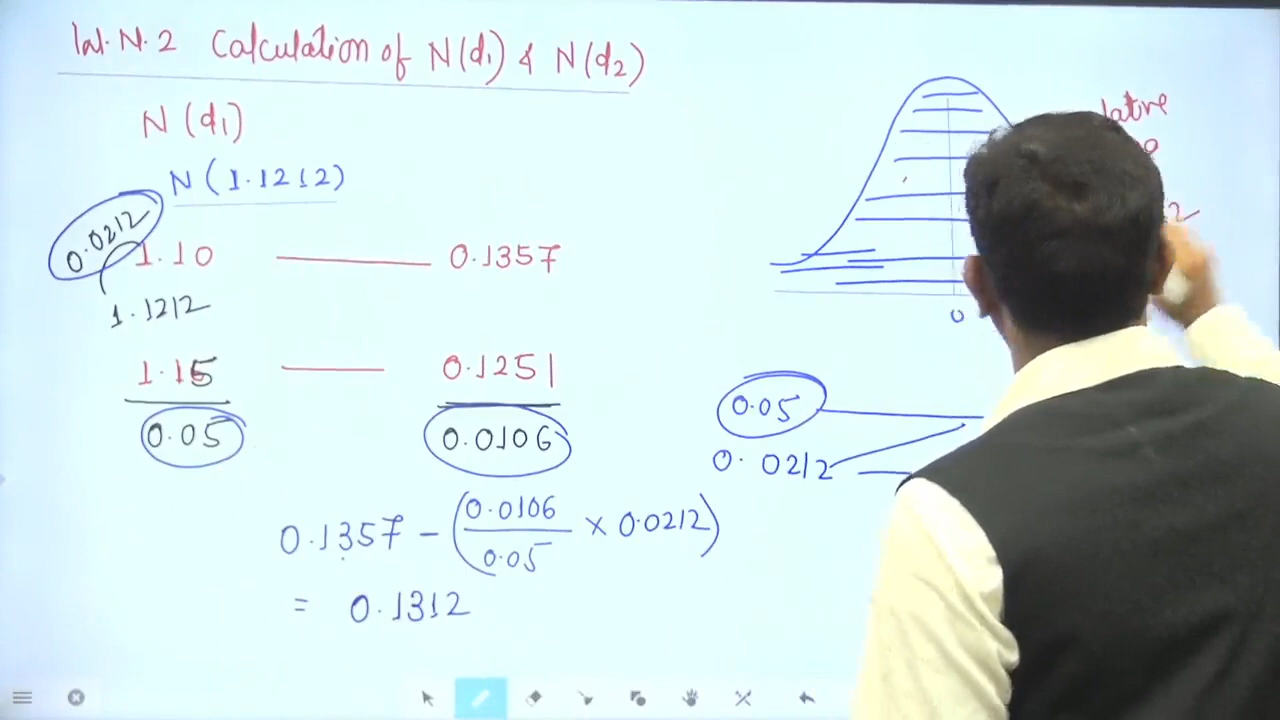 W.N.2 Calculation of N(d1) & N(d2)
N (d1)
N (1.1212)
0.0212
1.10 ——— 0.1357
1.1212
1.15 ——— 0.1251
0.05 0.0106
0.1357 - (0.0106/0.05 × 0.0212)
= 0.1312
0
0.05
0.0212